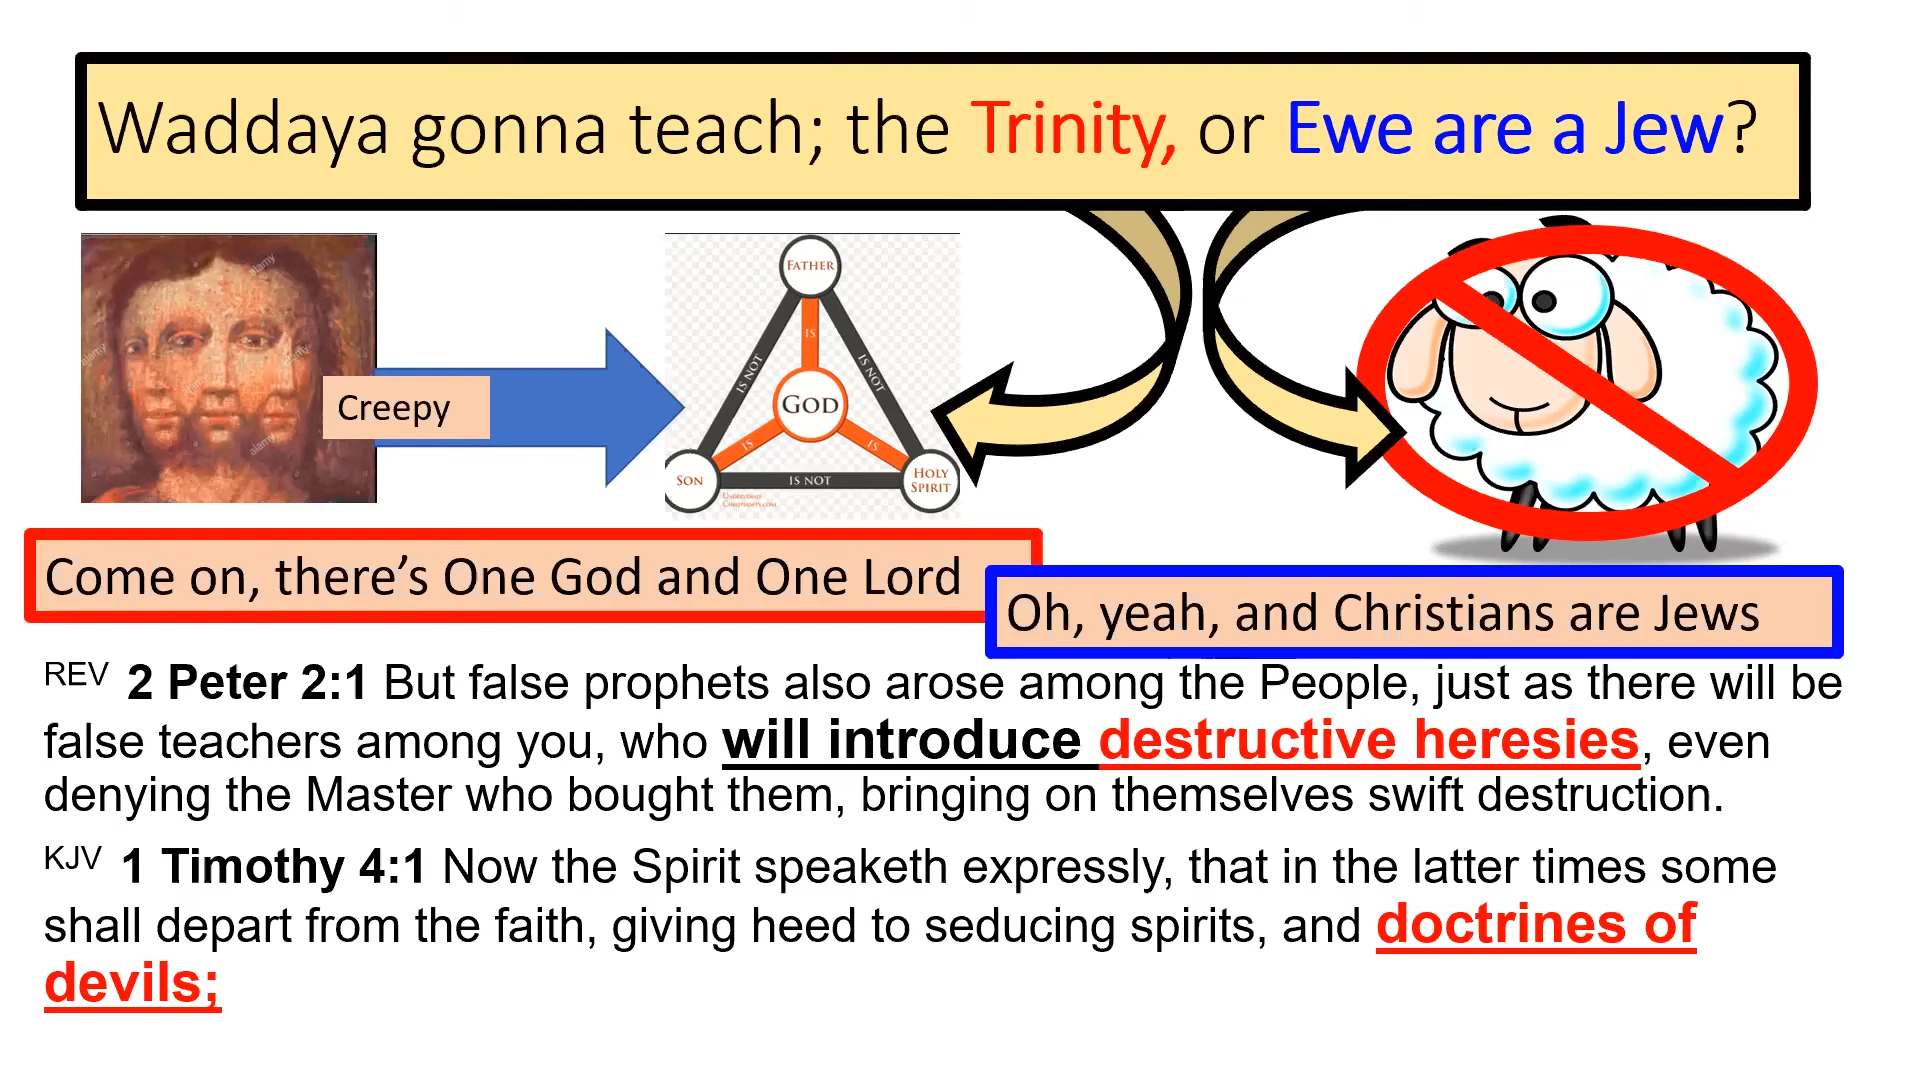 Waddaya gonna teach; the Trinity, or Ewe are a Jew?
alamy
alamy
alamy
Creepy
FATHER
IS
IS NOT
IS NOT
GOD
IS
IS
SON
IS NOT
HOLY
SPIRIT
Come on, there's One God and One Lord
Oh, yeah, and Christians are Jews
REV 2 Peter 2:1 But false prophets also arose among the People, just as there will be
false teachers among you, who will introduce destructive heresies, even
denying the Master who bought them, bringing on themselves swift destruction.
KJV 1 Timothy 4:1 Now the Spirit speaketh expressly, that in the latter times some
shall depart from the faith, giving heed to seducing spirits, and doctrines of
devils;